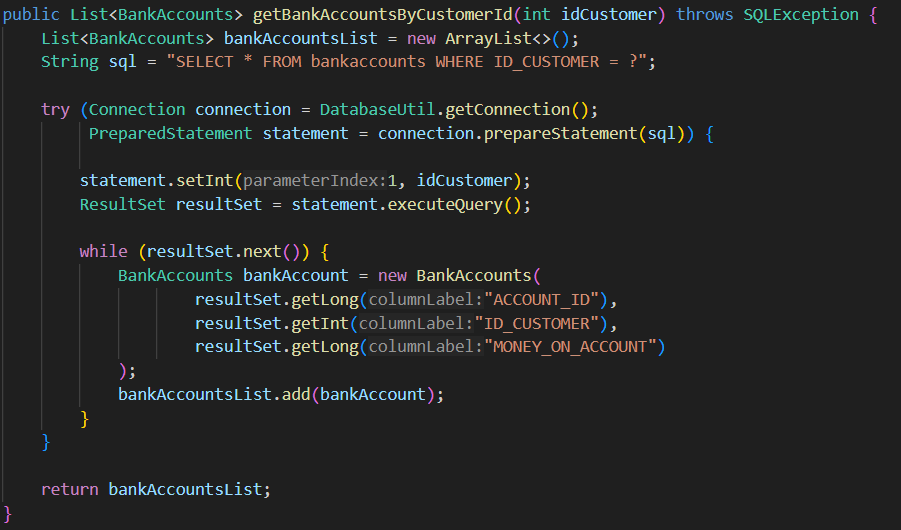 public List<BankAccounts> getBankAccountsByCustomerId(int idCustomer) throws SQLException {
List<BankAccounts> bankAccountsList = new ArrayList<>();
String sql = "SELECT * FROM bankaccounts WHERE ID_CUSTOMER = ?";
try (Connection connection = DatabaseUtil.getConnection();
PreparedStatement statement = connection.prepareStatement(sql)) {
statement.setInt(parameterIndex:1, idCustomer);
ResultSet resultSet = statement.executeQuery();
while (resultSet.next()) {
BankAccounts bankAccount = new BankAccounts(
resultSet.getLong(columnLabel:"ACCOUNT_ID"),
resultSet.getInt(columnLabel:"ID_CUSTOMER"),
resultSet.getLong(columnLabel:"MONEY_ON_ACCOUNT")
);
bankAccountsList.add(bankAccount);
}
}
return bankAccountsList;
}